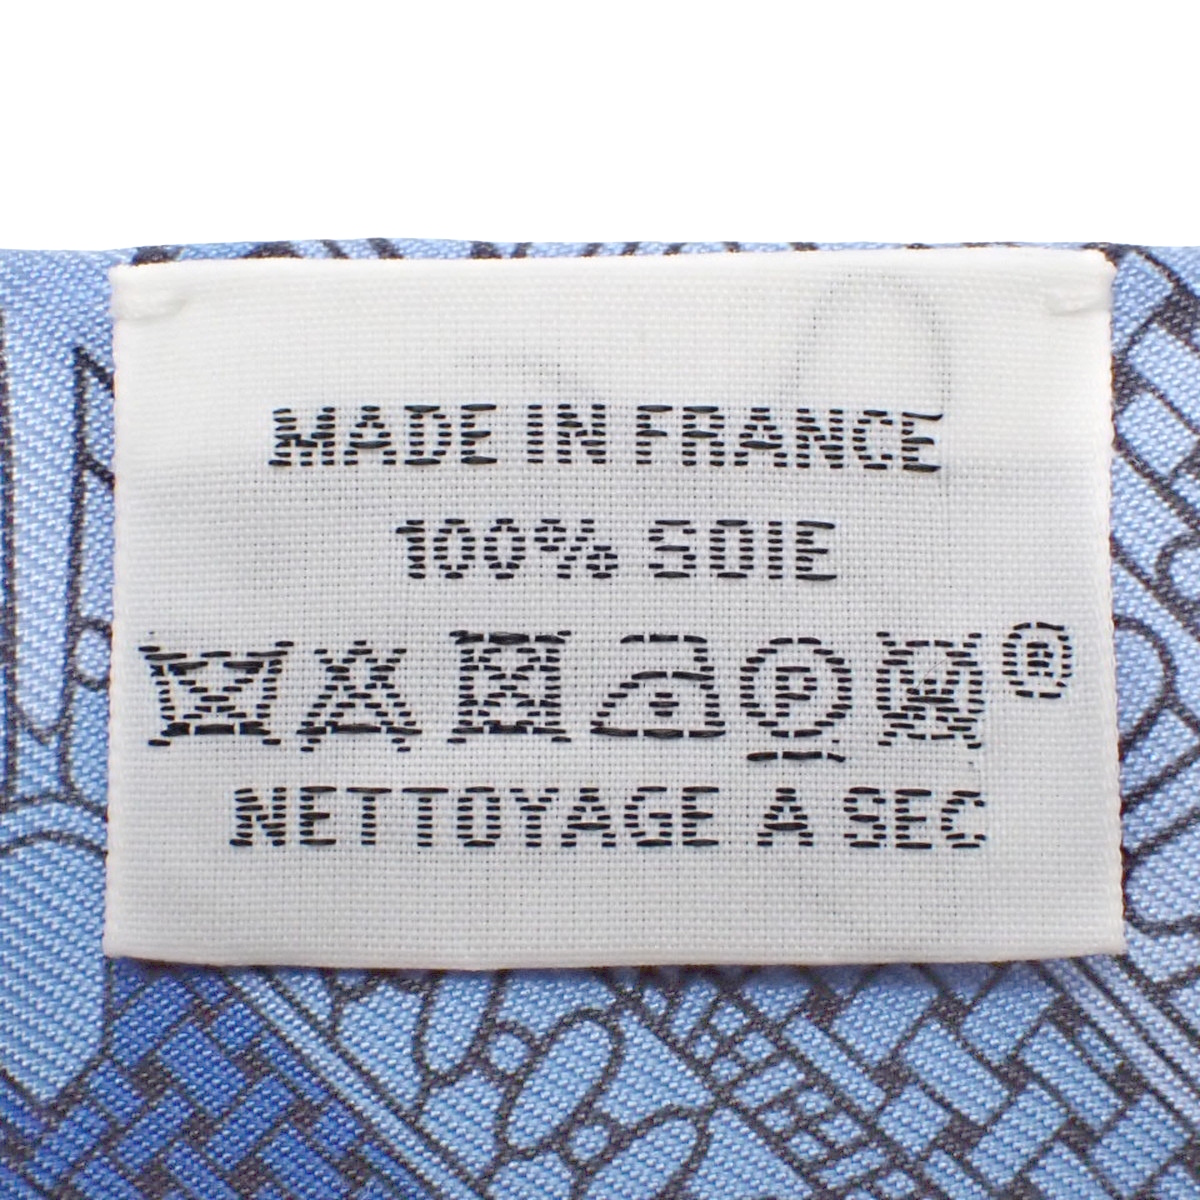 MADE IN FRANCE
100% SOIE
P W ®
NETTOYAGE A SEC